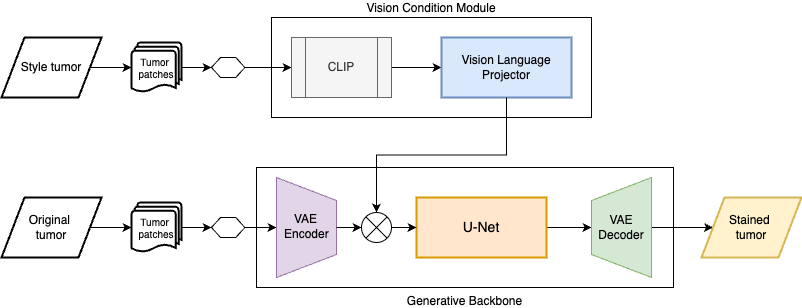 Vision Condition Module
Style tumor
Tumor
patches
CLIP
Vision Language
Projector
Original
tumor
Tumor
patches
VAE
Encoder
U-Net
VAE
Decoder
Stained
tumor
Generative Backbone